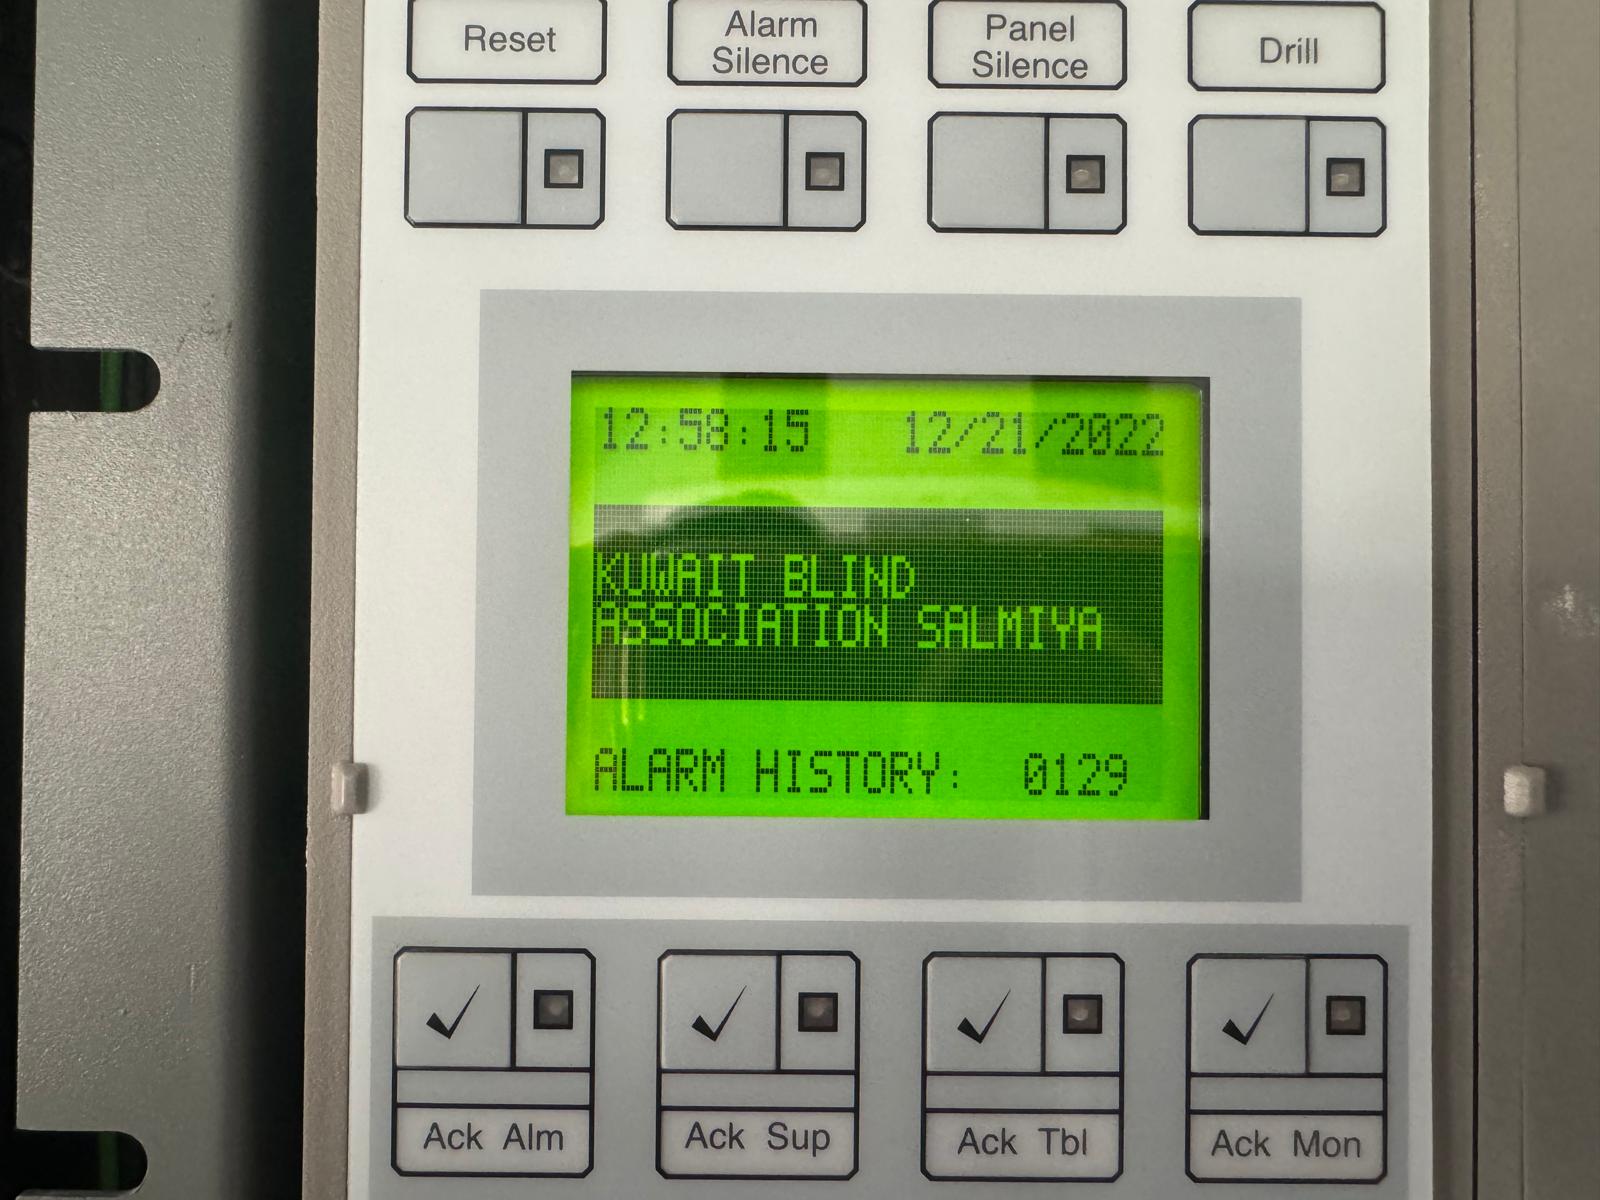 Reset
Alarm
Silence
Panel
Silence
Drill
12:58:15 12/21/2022
KUWAIT BLIND
ASSOCIATION SALMIYA
ALARM HISTORY: 0129
Ack Alm
Ack Sup
Ack Tbl
Ack Mon